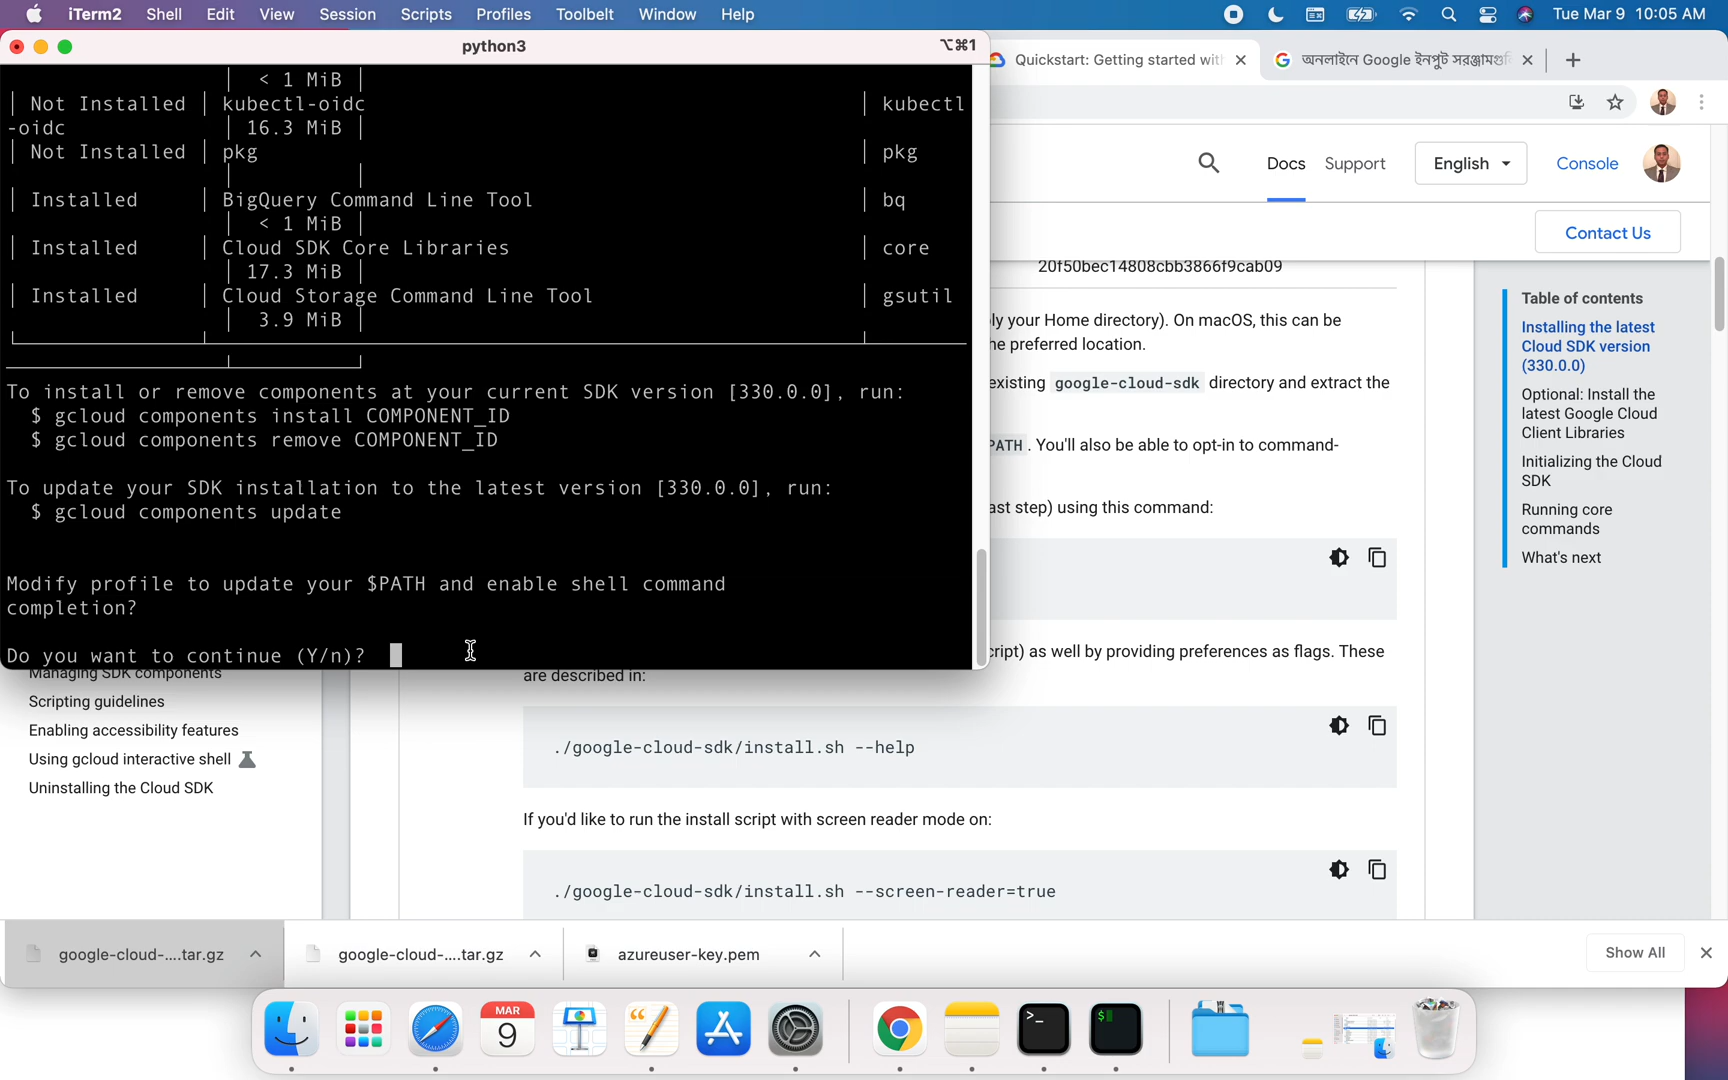 iTerm2 Shell Edit View Session Scripts Profiles Toolbelt Window Help
Tue Mar 9 10:05 AM
python3
⌥⌘1
Quickstart: Getting started wit
অনলাইনে Google ইনপুট
| < 1 MiB |
| Not Installed | kubectl-oidc | kubectl
-oidc | 16.3 MiB |
| Not Installed | pkg | pkg
| |
| Installed | BigQuery Command Line Tool | bq
| < 1 MiB |
| Installed | Cloud SDK Core Libraries | core
| 17.3 MiB |
| Installed | Cloud Storage Command Line Tool | gsutil
| 3.9 MiB |
To install or remove components at your current SDK version [330.0.0], run:
$ gcloud components install COMPONENT_ID
$ gcloud components remove COMPONENT_ID
To update your SDK installation to the latest version [330.0.0], run:
$ gcloud components update
Modify profile to update your $PATH and enable shell command
completion?
Do you want to continue (Y/n)?
Docs Support English Console
Contact Us
20f50bec14808cbb3866f9cab09
ly your Home directory). On macOS, this can be
he preferred location.
existing google-cloud-sdk directory and extract the
PATH . You'll also be able to opt-in to command-
ast step) using this command:
cript) as well by providing preferences as flags. These
are described in:
./google-cloud-sdk/install.sh --help
If you'd like to run the install script with screen reader mode on:
./google-cloud-sdk/install.sh --screen-reader=true
Table of contents
Installing the latest
Cloud SDK version
(330.0.0)
Optional: Install the
latest Google Cloud
Client Libraries
Initializing the Cloud
SDK
Running core
commands
What's next
Managing SDK components
Scripting guidelines
Enabling accessibility features
Using gcloud interactive shell
Uninstalling the Cloud SDK
google-cloud-....tar.gz
google-cloud-....tar.gz
azureuser-key.pem
Show All
MAR
9
>_
$